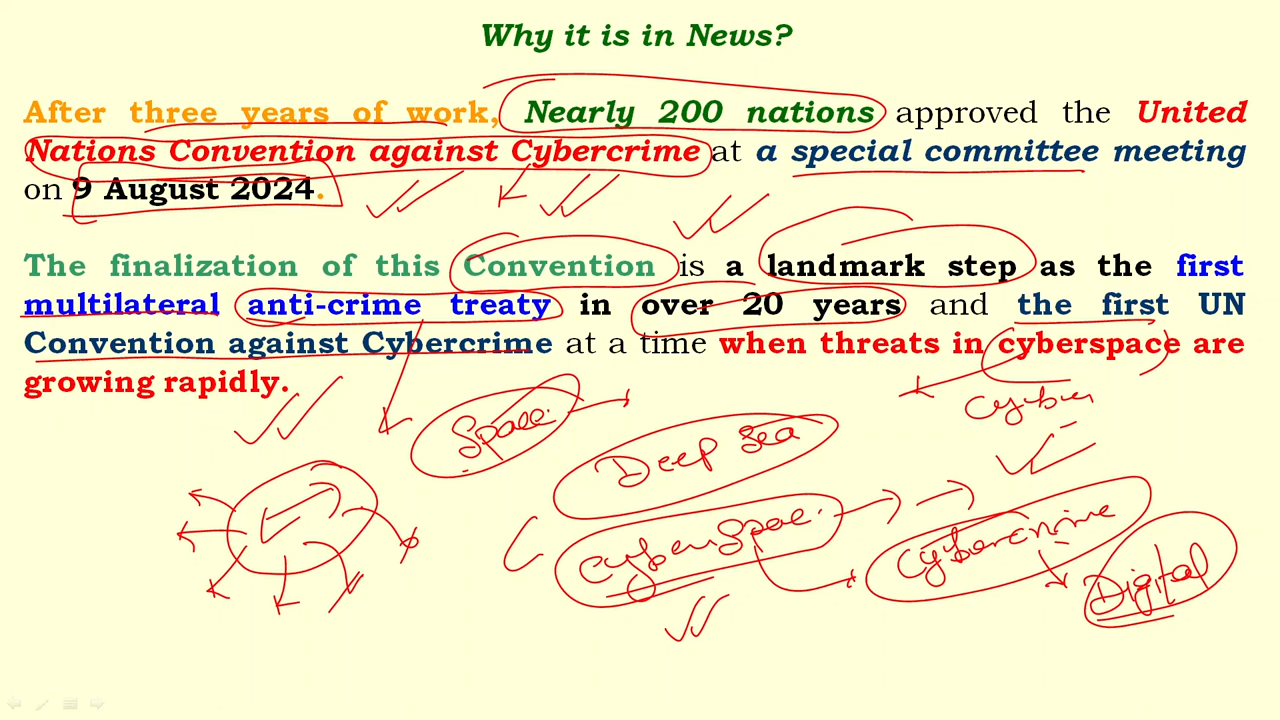 Why it is in News?
After three years of work, Nearly 200 nations approved the United
Nations Convention against Cybercrime at a special committee meeting
on 9 August 2024.
The finalization of this Convention is a landmark step as the first
multilateral anti-crime treaty in over 20 years and the first UN
Convention against Cybercrime at a time when threats in cyberspace are
growing rapidly.
Cyber
Space
Deep Sea
Cyberspace
Cybercrime
Digital